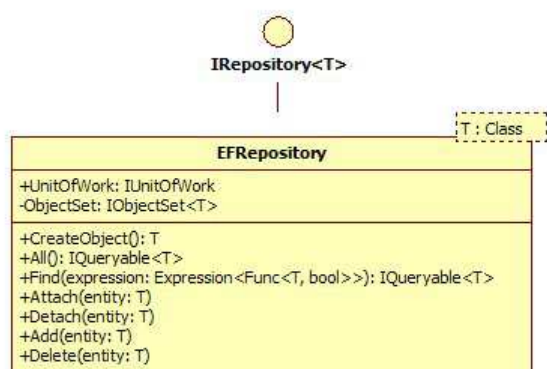 IRepository<T>
T : Class
EFRepository
+UnitOfWork: IUnitOfWork
-ObjectSet: IObjectSet<T>
+CreateObject(): T
+All(): IQueryable<T>
+Find(expression: Expression<Func<T, bool>>): IQueryable<T>
+Attach(entity: T)
+Detach(entity: T)
+Add(entity: T)
+Delete(entity: T)